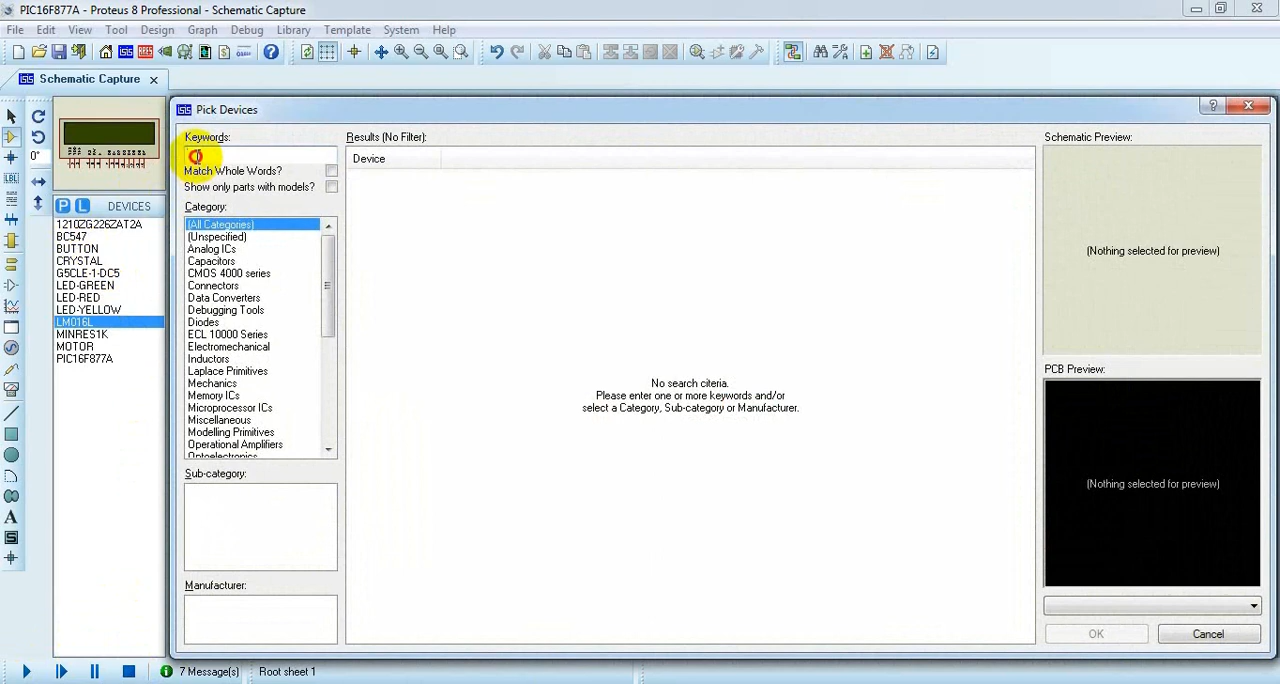 PIC16F877A - Proteus 8 Professional - Schematic Capture
File Edit View Tool Design Graph Debug Library Template System Help
Schematic Capture
Pick Devices
Keywords:
Match Whole Words?
Show only parts with models?
Category:
(All Categories)
(Unspecified)
Analog ICs
Capacitors
CMOS 4000 series
Connectors
Data Converters
Debugging Tools
Diodes
ECL 10000 Series
Electromechanical
Inductors
Laplace Primitives
Mechanics
Memory ICs
Microprocessor ICs
Miscellaneous
Modelling Primitives
Operational Amplifiers
Optoelectronics
Sub-category:
Manufacturer:
Results (No Filter):
Device
No search citeria.
Please enter one or more keywords and/or
select a Category, Sub-category or Manufacturer.
Schematic Preview:
(Nothing selected for preview)
PCB Preview:
(Nothing selected for preview)
OK Cancel
0°
LBL
P L DEVICES
1210ZG226ZAT2A
BC547
BUTTON
CRYSTAL
G5CLE-1-DC5
LED-GREEN
LED-RED
LED-YELLOW
LM016L
MINRES1K
MOTOR
PIC16F877A
A
S
7 Message(s) Root sheet 1